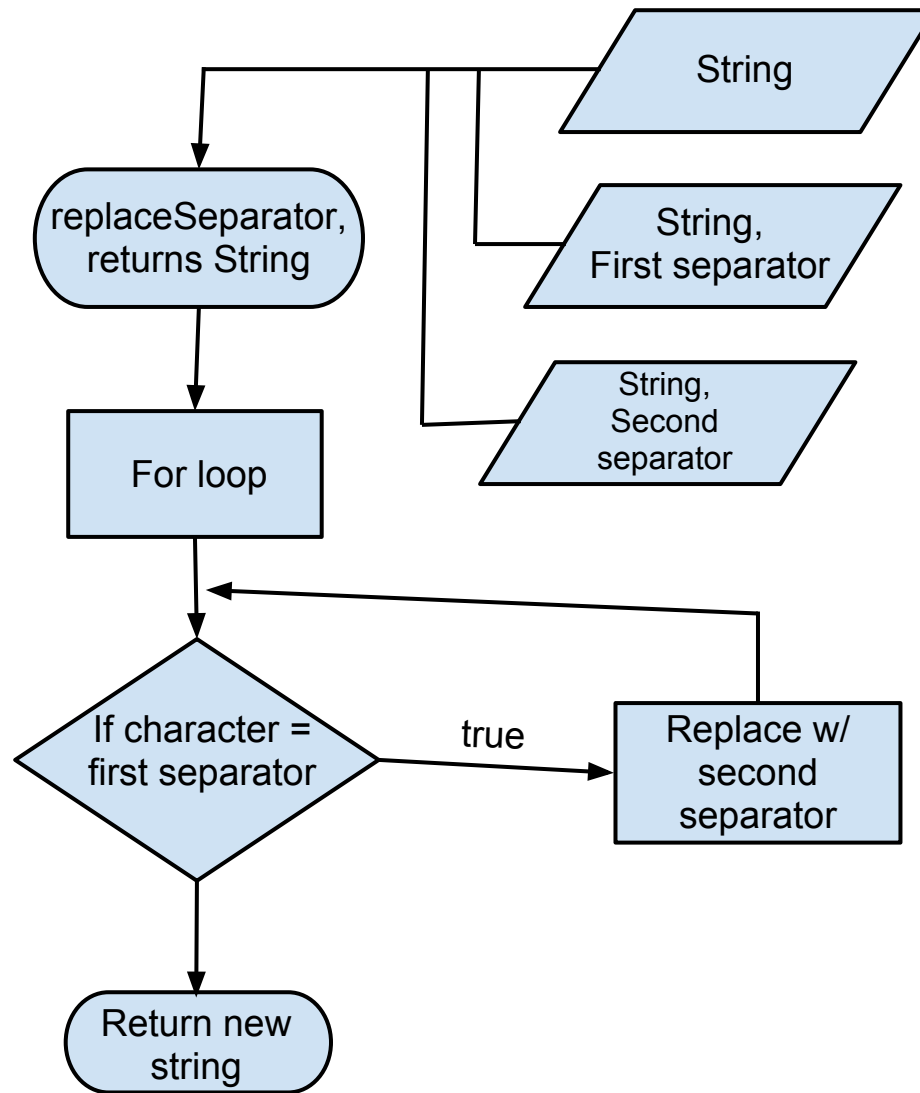 String
replaceSeparator,
returns String
String,
First separator
String,
Second
separator
For loop
If character =
first separator
true
Replace w/
second
separator
Return new
string